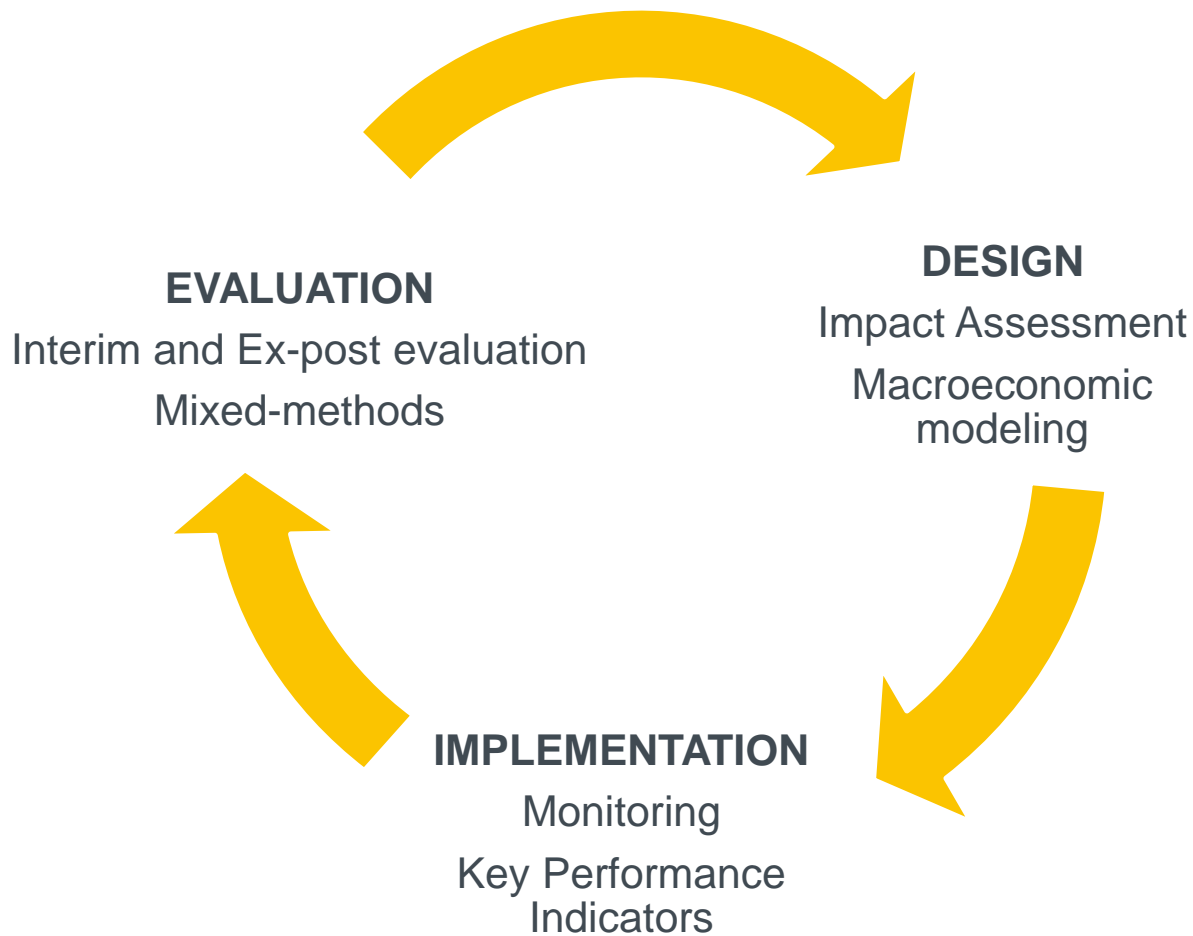 EVALUATION
Interim and Ex-post evaluation
Mixed-methods
DESIGN
Impact Assessment
Macroeconomic
modeling
IMPLEMENTATION
Monitoring
Key Performance
Indicators